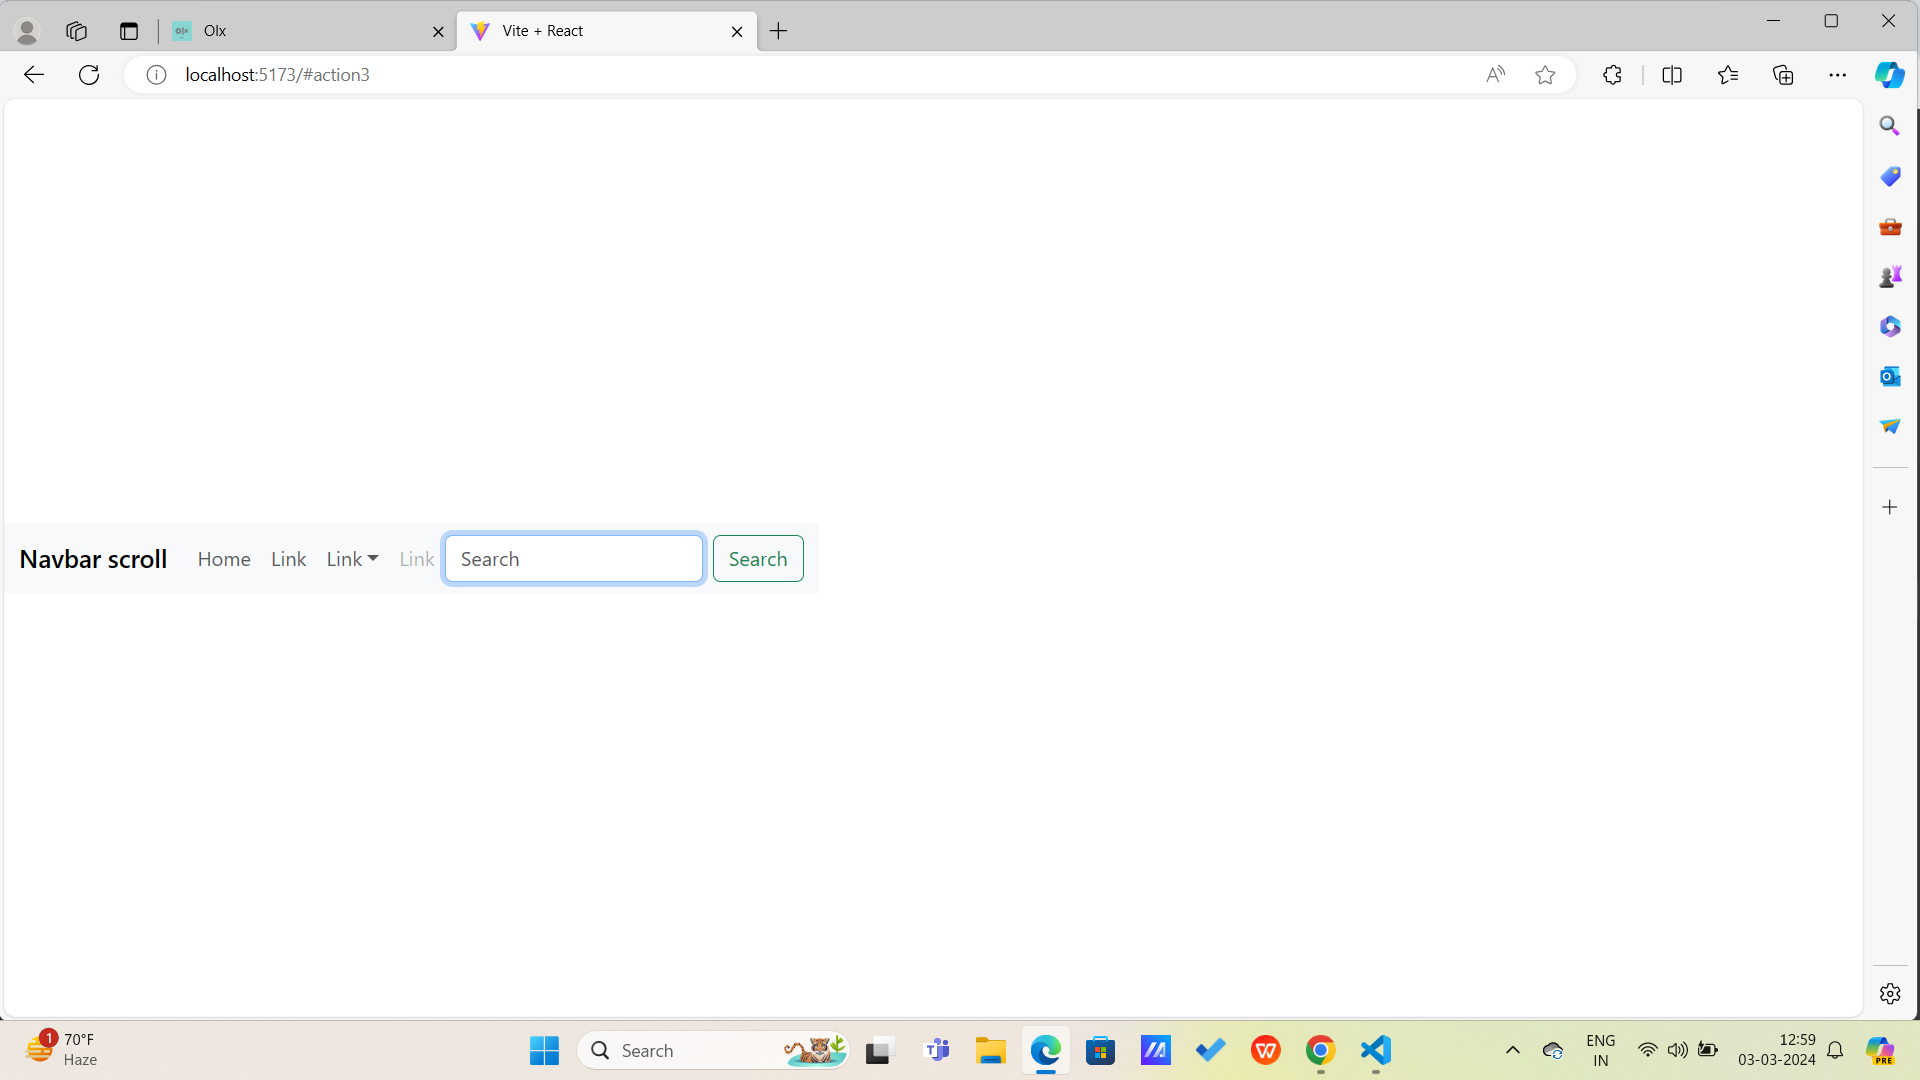 Olx
Vite + React
localhost:5173/#action3
Navbar scroll Home Link Link Link Search Search
1 70°F
Haze
Search
ENG
IN
12:59
03-03-2024
PRE